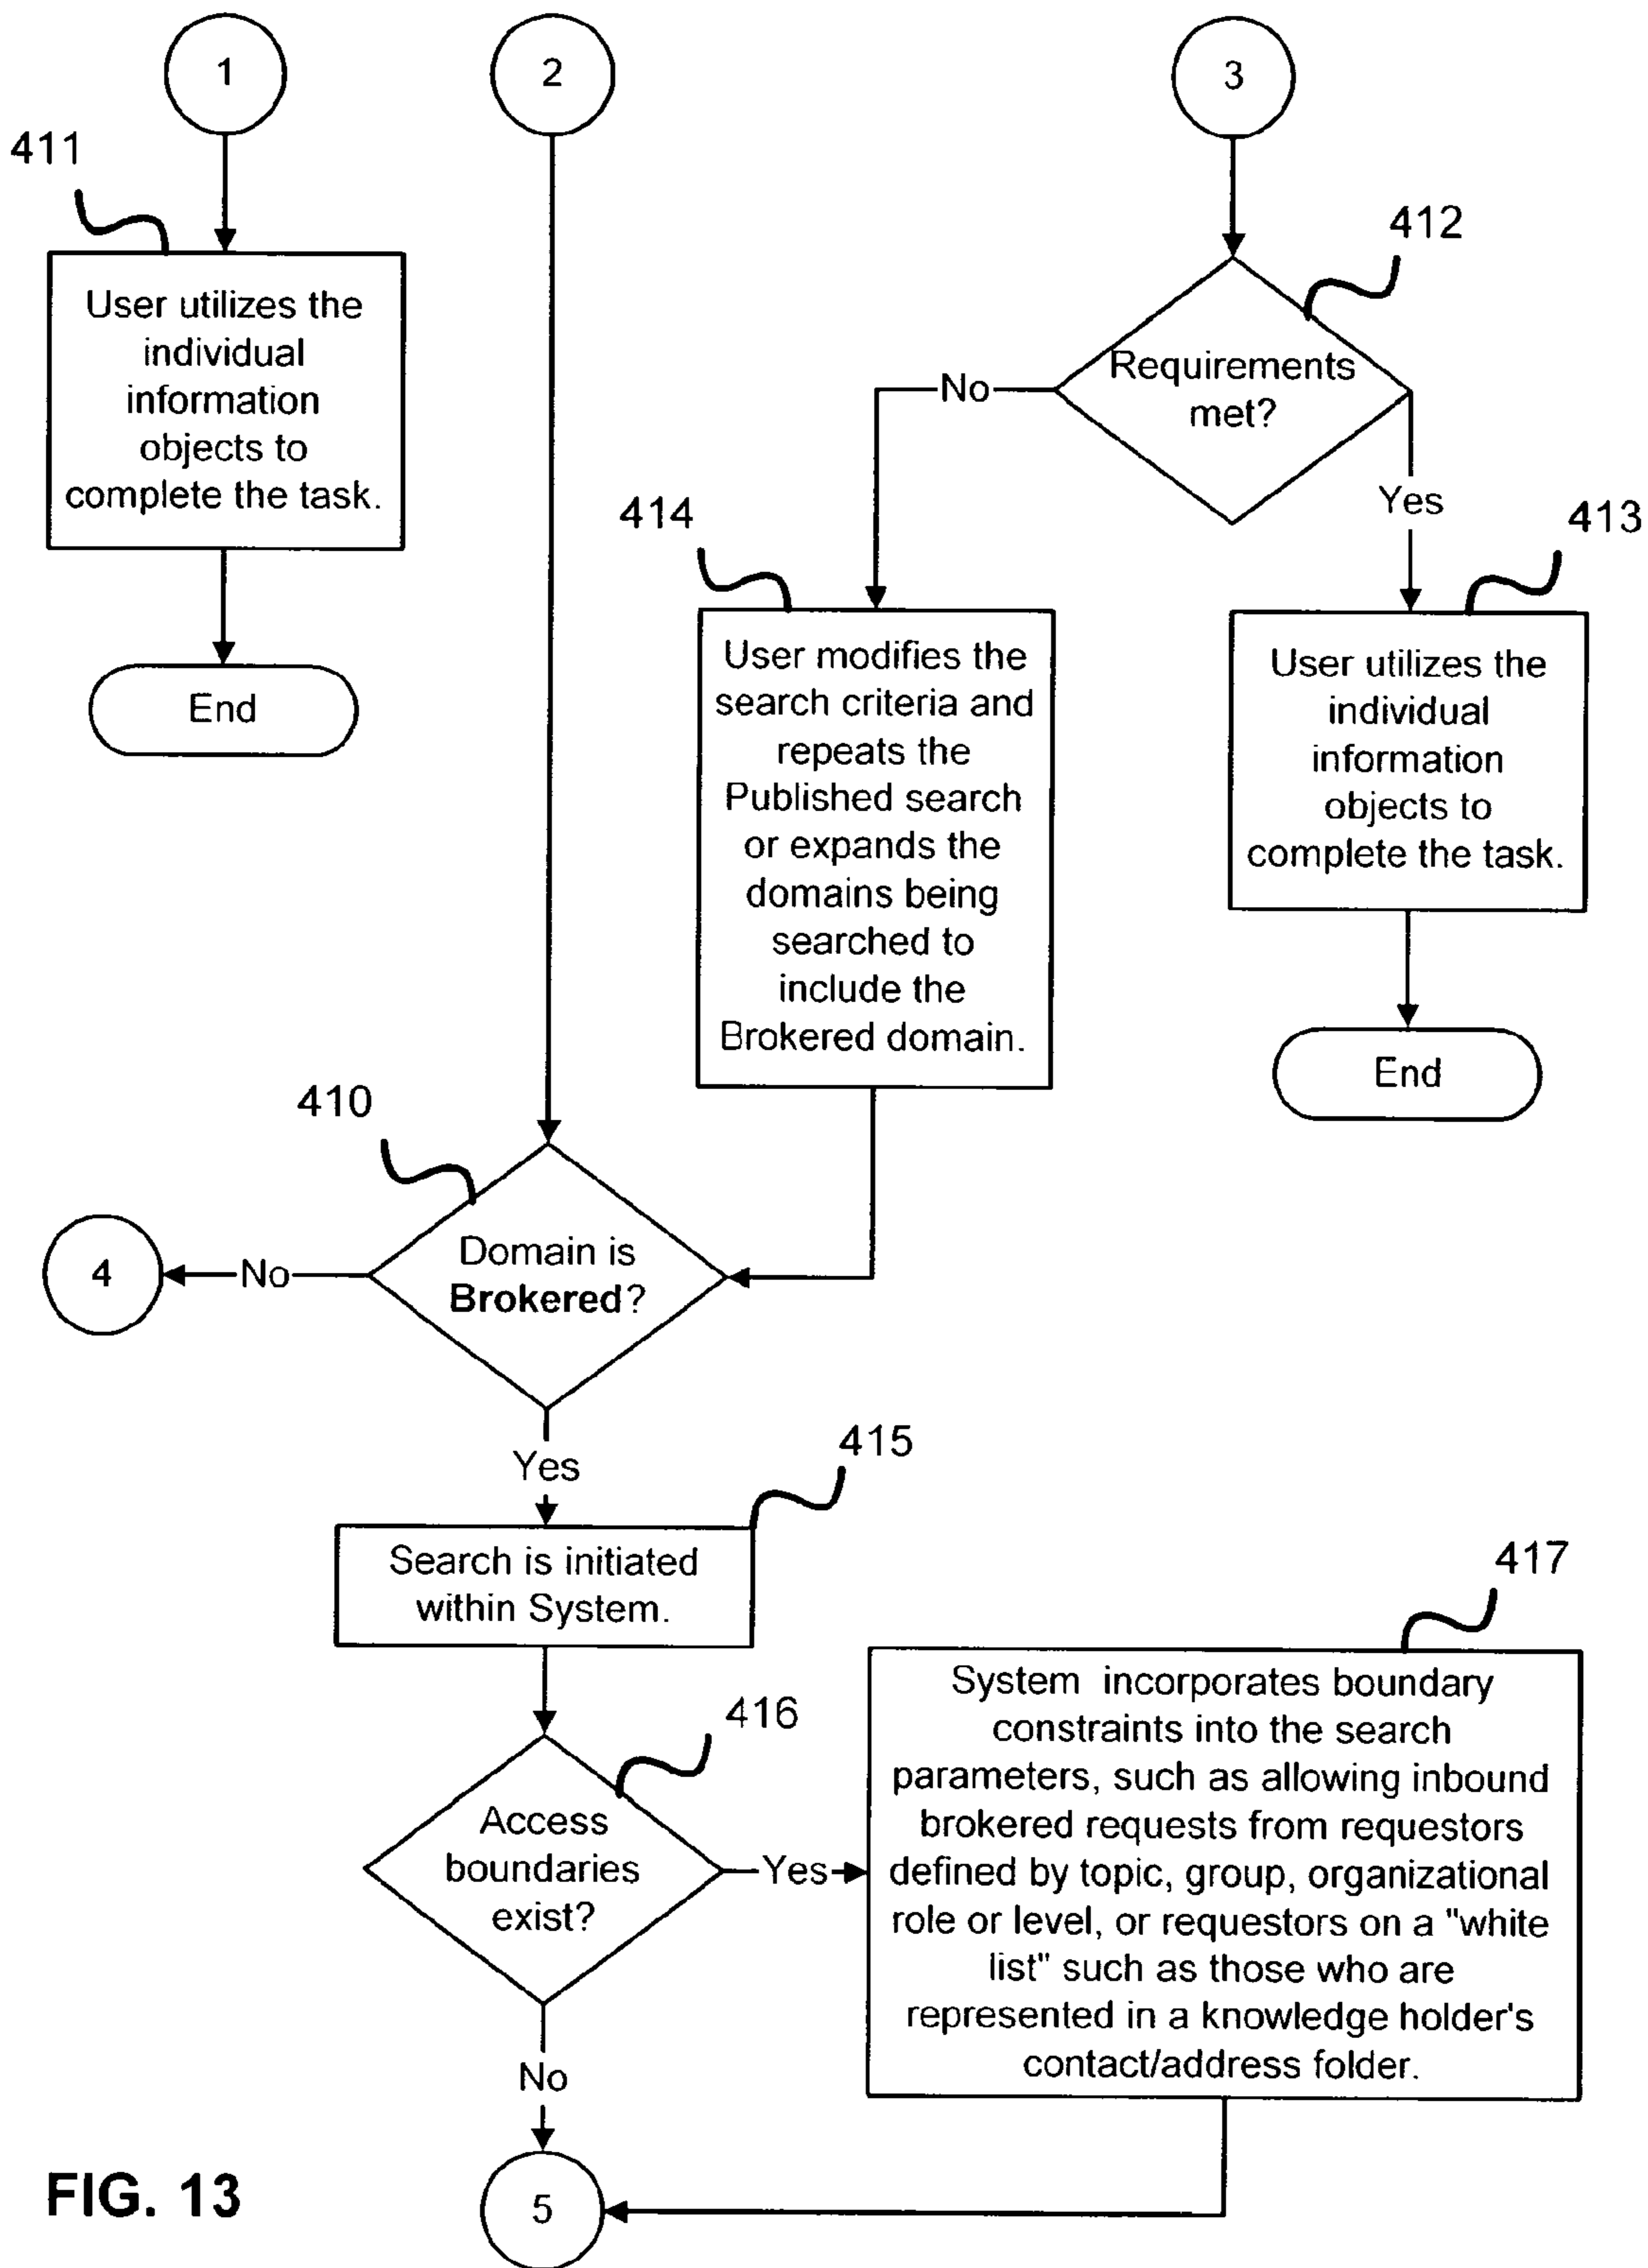 1
2
3
411
412
User utilizes the
individual
information
objects to
complete the task.
Requirements
met?
No
Yes
414
413
End
User modifies the
search criteria and
repeats the
Published search
or expands the
domains being
searched to
include the
Brokered domain.
User utilizes the
individual
information
objects to
complete the task.
End
410
Domain is
Brokered?
No
4
Yes
415
Search is initiated
within System.
417
416
Access
boundaries
exist?
Yes
System incorporates boundary
constraints into the search
parameters, such as allowing inbound
brokered requests from requestors
defined by topic, group, organizational
role or level, or requestors on a "white
list" such as those who are
represented in a knowledge holder's
contact/address folder.
No
5
FIG. 13